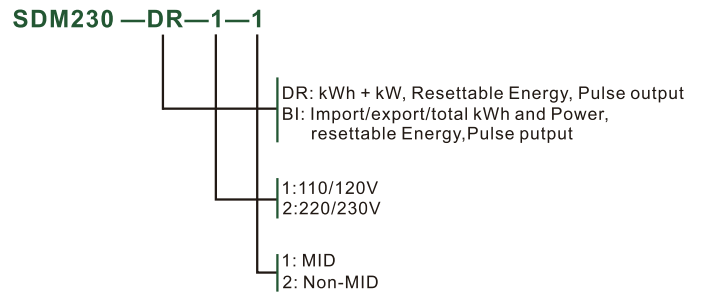 SDM230 —DR—1—1
DR: kWh + kW, Resettable Energy, Pulse output
BI: Import/export/total kWh and Power,
resettable Energy,Pulse putput
1:110/120V
2:220/230V
1: MID
2: Non-MID